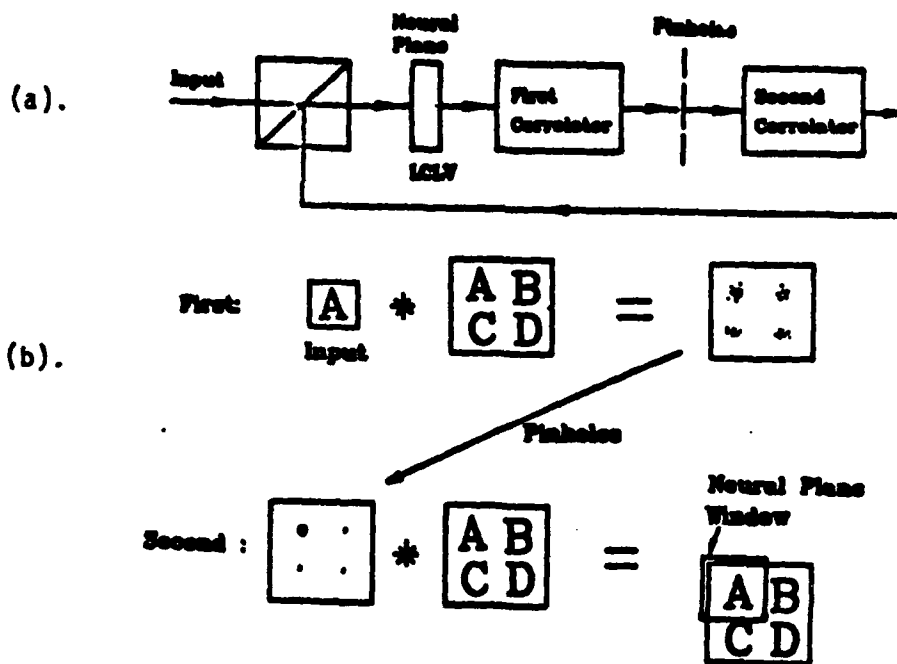 Neural
Plane
Pinholes
(a).
Input
First
Correlator
Second
Correlator
LCLV
First:
A
*
A B
C D
=
Input
(b).
Pinholes
Neural Plane
Window
Second :
*
A B
C D
=
A B
C D